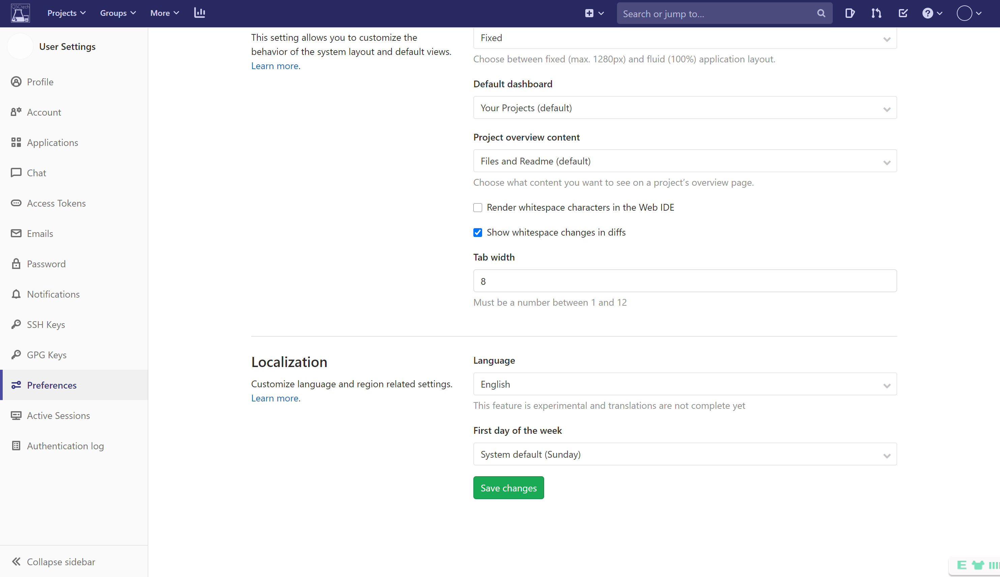 QSCtech
Projects
Groups
More
Search or jump to...
User Settings
Profile
Account
Applications
Chat
Access Tokens
Emails
Password
Notifications
SSH Keys
GPG Keys
Preferences
Active Sessions
Authentication log
Collapse sidebar
This setting allows you to customize the
behavior of the system layout and default views.
Learn more.
Fixed
Choose between fixed (max. 1280px) and fluid (100%) application layout.
Default dashboard
Your Projects (default)
Project overview content
Files and Readme (default)
Choose what content you want to see on a project’s overview page.
Render whitespace characters in the Web IDE
Show whitespace changes in diffs
Tab width
8
Must be a number between 1 and 12
Localization
Customize language and region related settings.
Learn more.
Language
English
This feature is experimental and translations are not complete yet
First day of the week
System default (Sunday)
Save changes
E